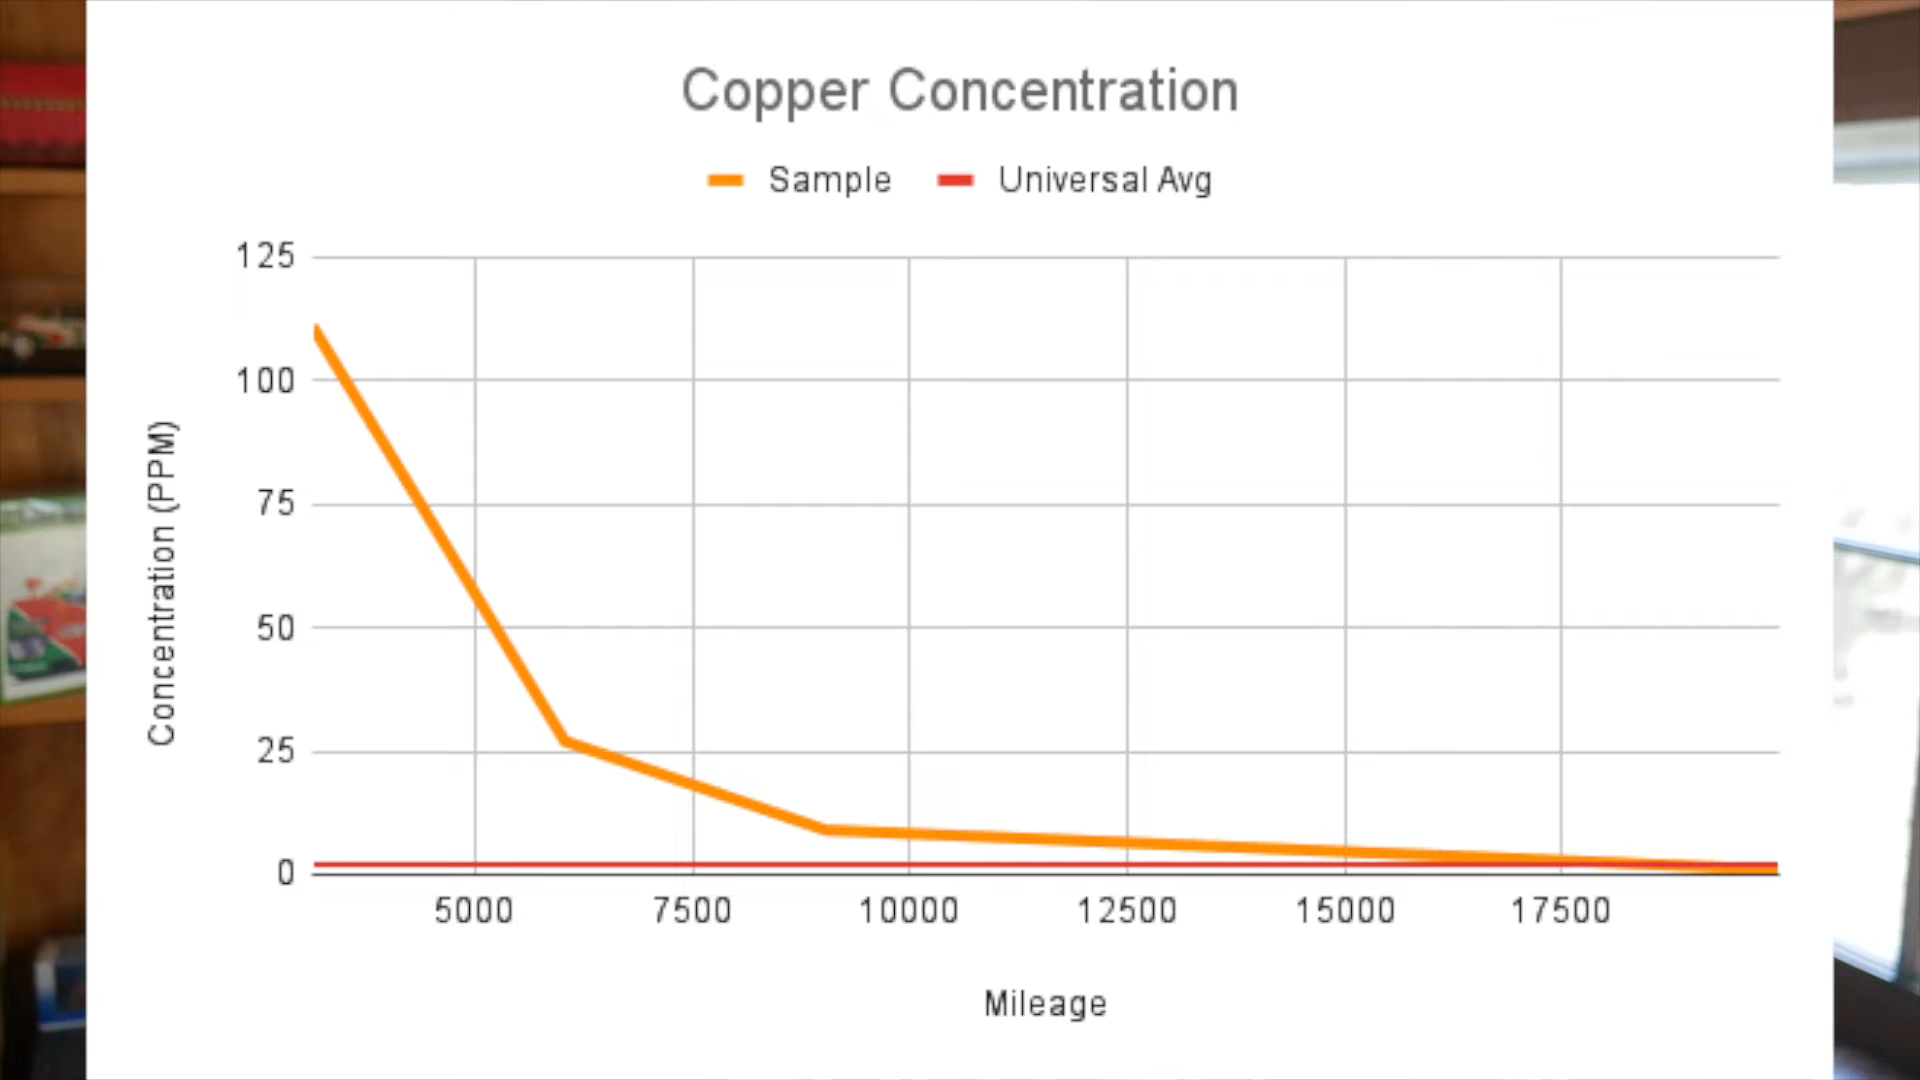 Copper Concentration
Sample Universal Avg
125
100
75
50
25
0
Concentration (PPM)
5000 7500 10000 12500 15000 17500
Mileage